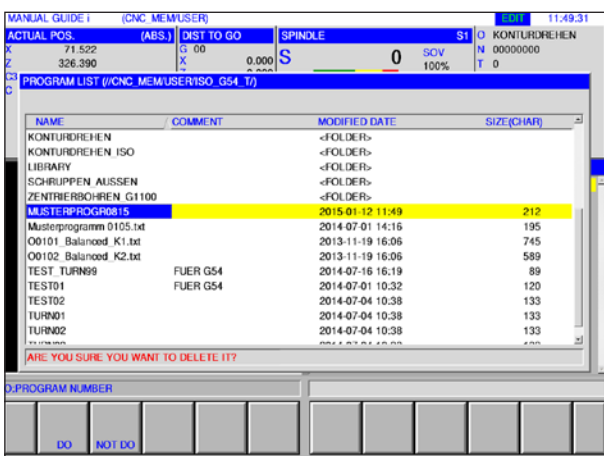 MANUAL GUIDE i (CNC_MEM/USER) EDIT 11:49:31
ACTUAL POS. (ABS.) DIST TO GO SPINDLE S1 O KONTURDREHEN
X 71.522 G 00 S 0 SOV N 00000000
Z 326.390 X 0.000 100% T 0
C3 PROGRAM LIST (//CNC_MEM/USER/ISO_G54_T/)
C
NAME COMMENT MODIFIED DATE SIZE(CHAR)
KONTURDREHEN <FOLDER>
KONTURDREHEN_ISO <FOLDER>
LIBRARY <FOLDER>
SCHRUPPEN_AUSSEN <FOLDER>
ZENTRIERBOHREN_G1100 <FOLDER>
MUSTERPROGR0815 2015-01-12 11:49 212
Musterprogramm 0105.txt 2014-07-01 14:16 195
O0101_Balanced_K1.txt 2013-11-19 16:06 745
O0102_Balanced_K2.txt 2013-11-19 16:06 589
TEST_TURN99 FUER G54 2014-07-16 16:19 89
TEST01 FUER G54 2014-07-01 10:32 120
TEST02 2014-07-04 10:38 133
TURN01 2014-07-04 10:38 133
TURN02 2014-07-04 10:38 133
ARE YOU SURE YOU WANT TO DELETE IT?
O:PROGRAM NUMBER
DO NOT DO